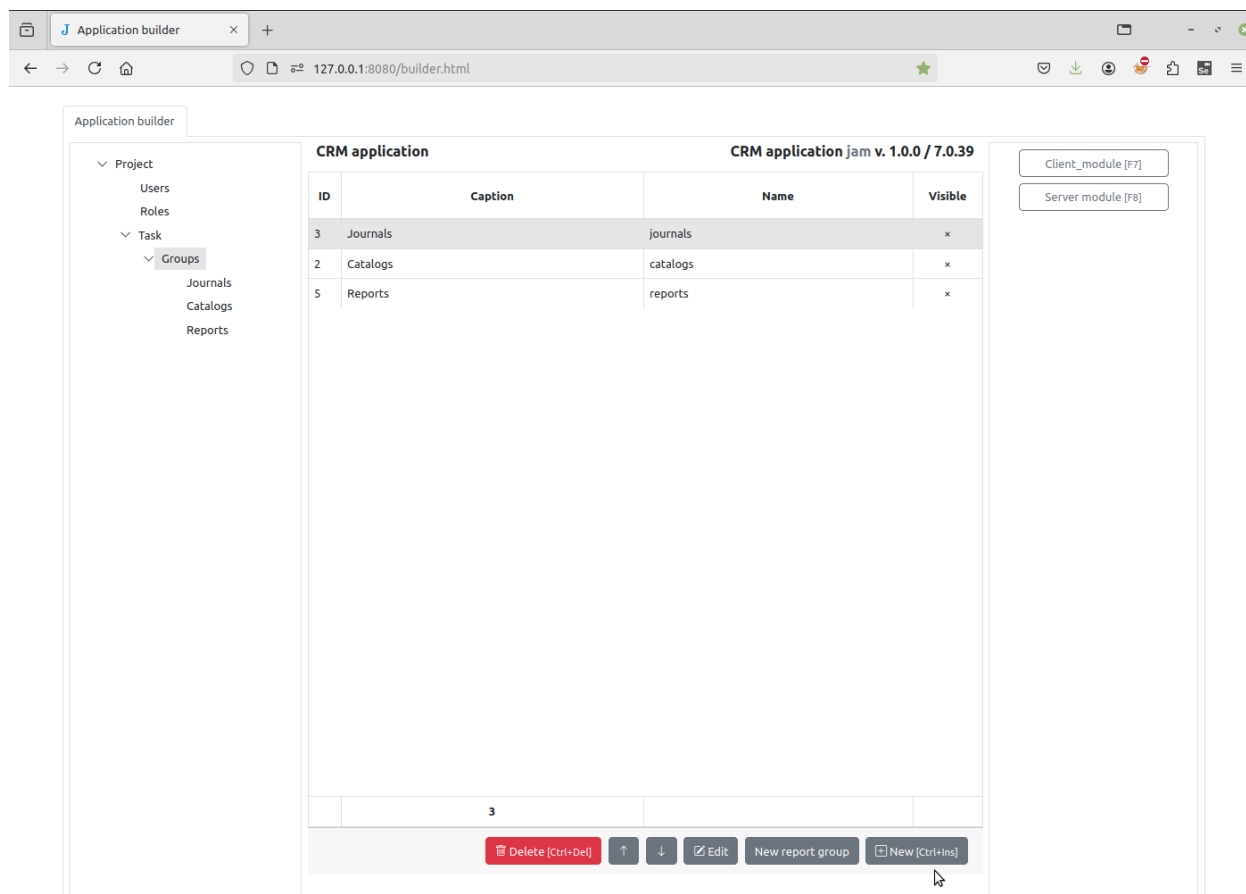 Application builder
127.0.0.1:8080/builder.html
Application builder
Project
Users
Roles
Task
Groups
Journals
Catalogs
Reports
CRM application
CRM application jam v. 1.0.0 / 7.0.39
ID Caption Name Visible
3 Journals journals ×
2 Catalogs catalogs ×
5 Reports reports ×
3
Delete [Ctrl+Del] ↑ ↓ Edit New report group New [Ctrl+Ins]
Client_module [F7]
Server module [F8]